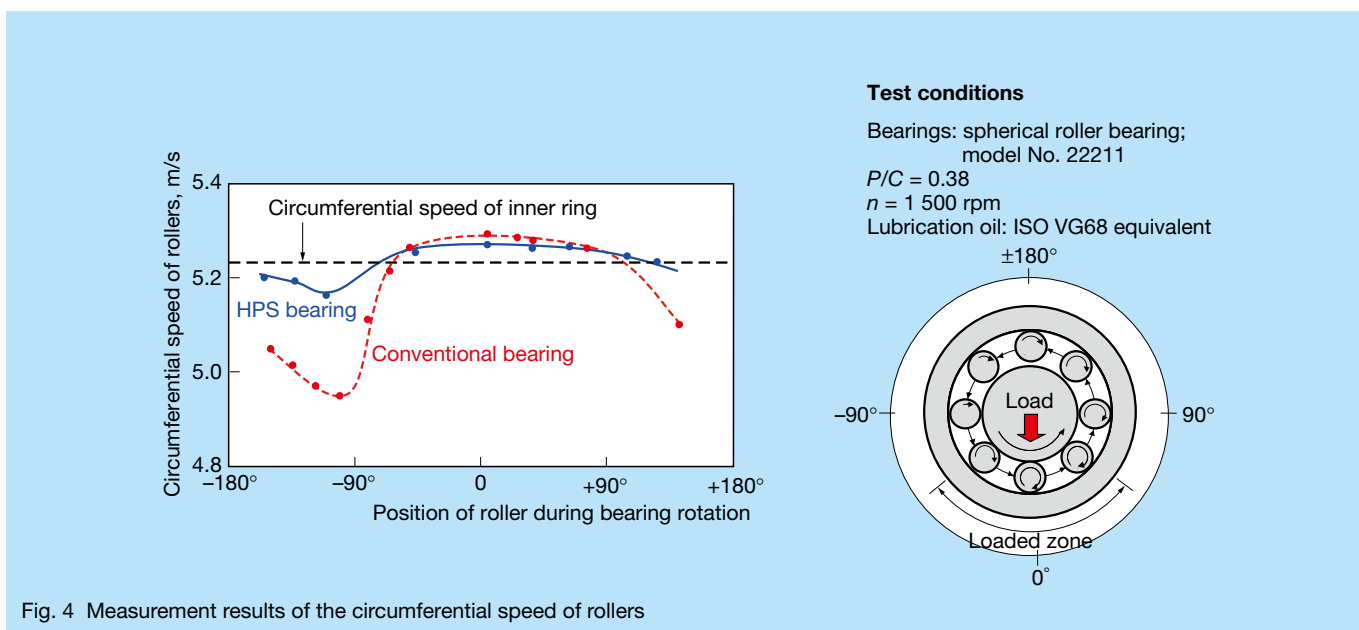 Circumferential speed of rollers, m/s
5.4
5.2
5.0
4.8
Circumferential speed of inner ring
HPS bearing
Conventional bearing
–180°
–90°
0
+90°
+180°
Position of roller during bearing rotation
Test conditions
Bearings: spherical roller bearing;
model No. 22211
P/C = 0.38
n = 1 500 rpm
Lubrication oil: ISO VG68 equivalent
±180°
–90°
Load
90°
Loaded zone
0°
Fig. 4 Measurement results of the circumferential speed of rollers